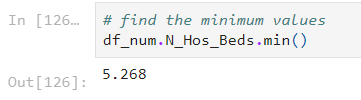 In [126…
# find the minimum values
df_num.N_Hos_Beds.min()
Out[126]:
5.268